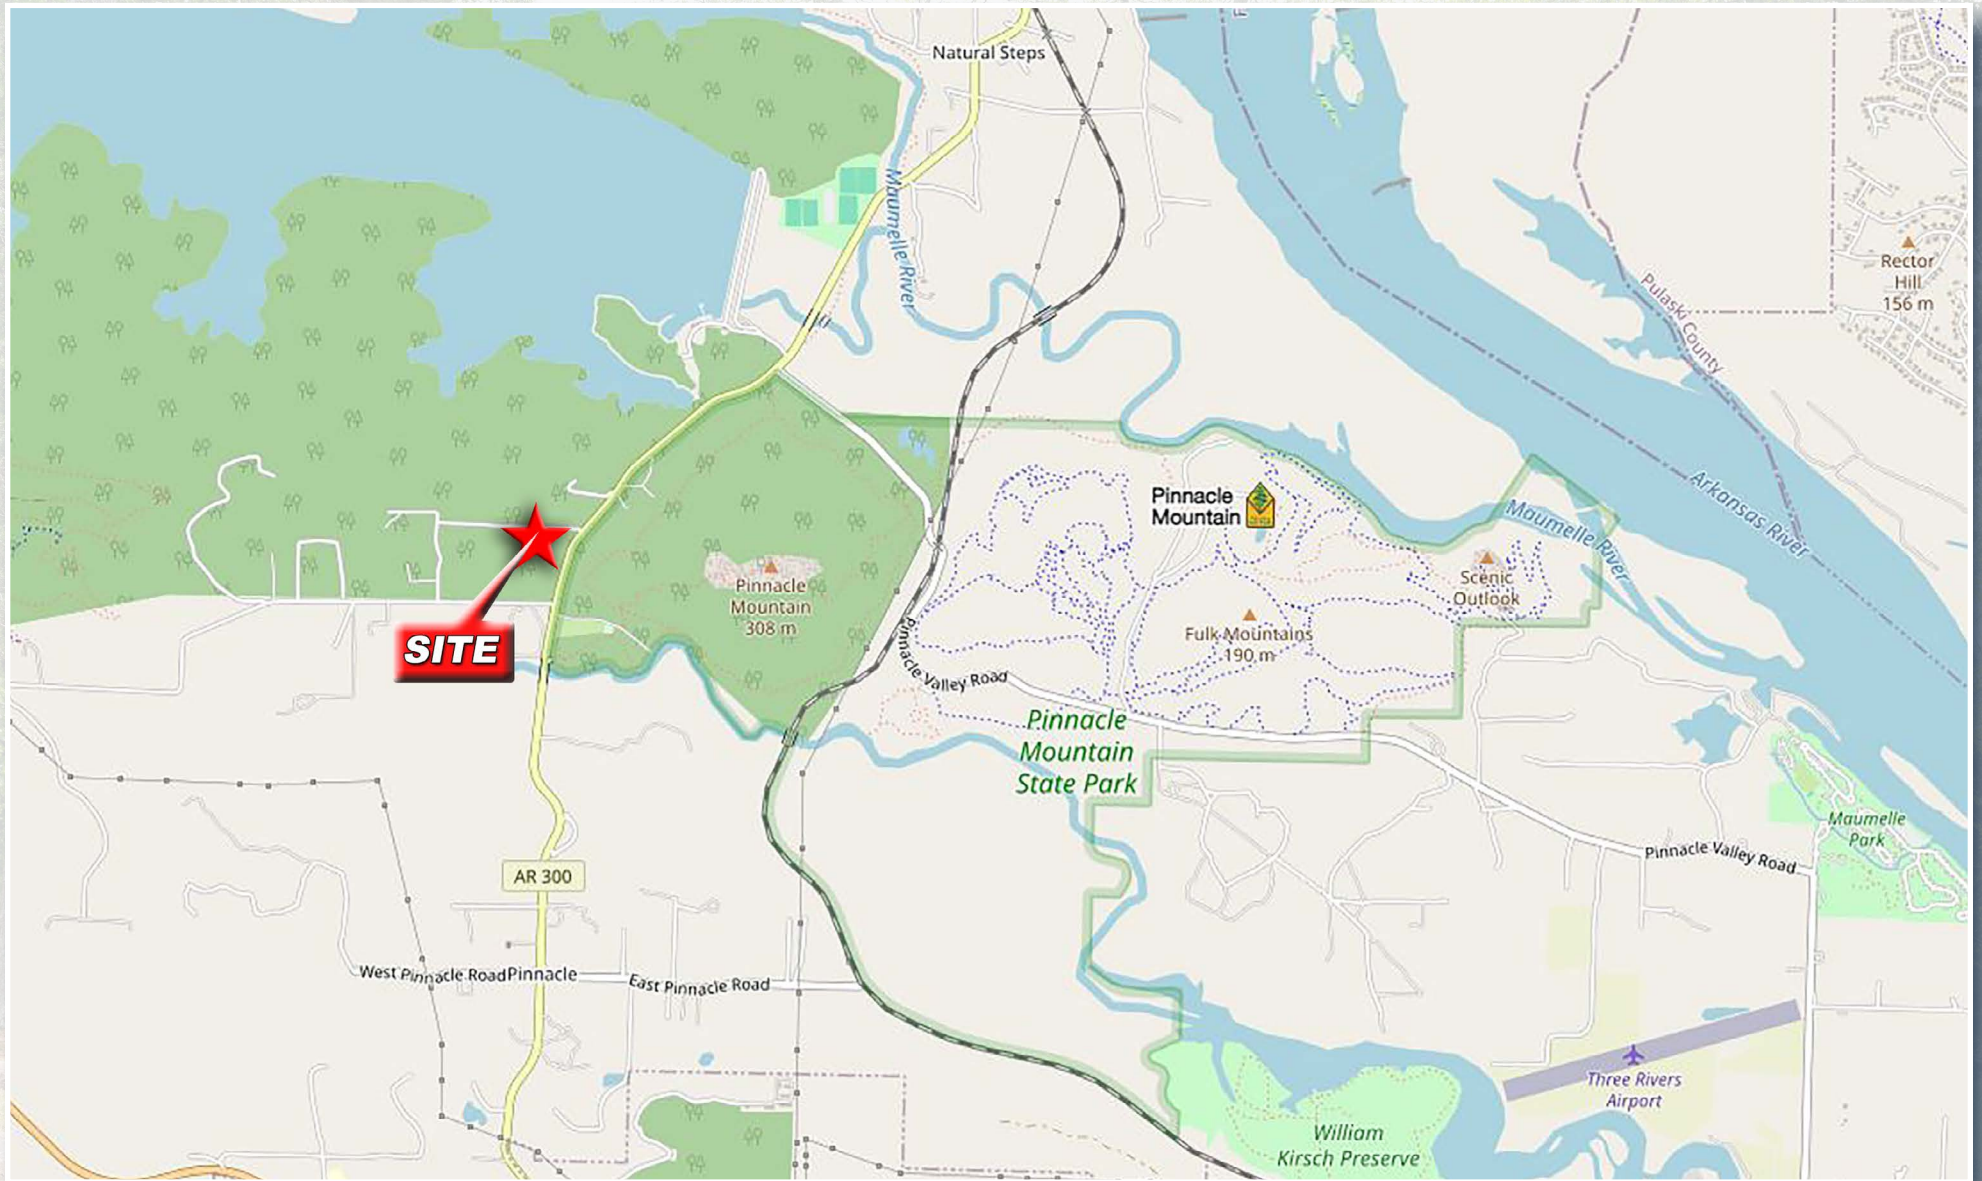 Natural Steps
Maumelle River
Rector
Hill
156 m
Pulaski County
Arkansas River
Pinnacle
Mountain
Maumelle River
Scenic
Outlook
Pinnacle
Mountain
308 m
Fulk Mountains
190 m
SITE
Pinnacle Valley Road
Pinnacle
Mountain
State Park
Maumelle
Park
Pinnacle Valley Road
AR 300
West Pinnacle Road
Pinnacle
East Pinnacle Road
Three Rivers
Airport
William
Kirsch Preserve